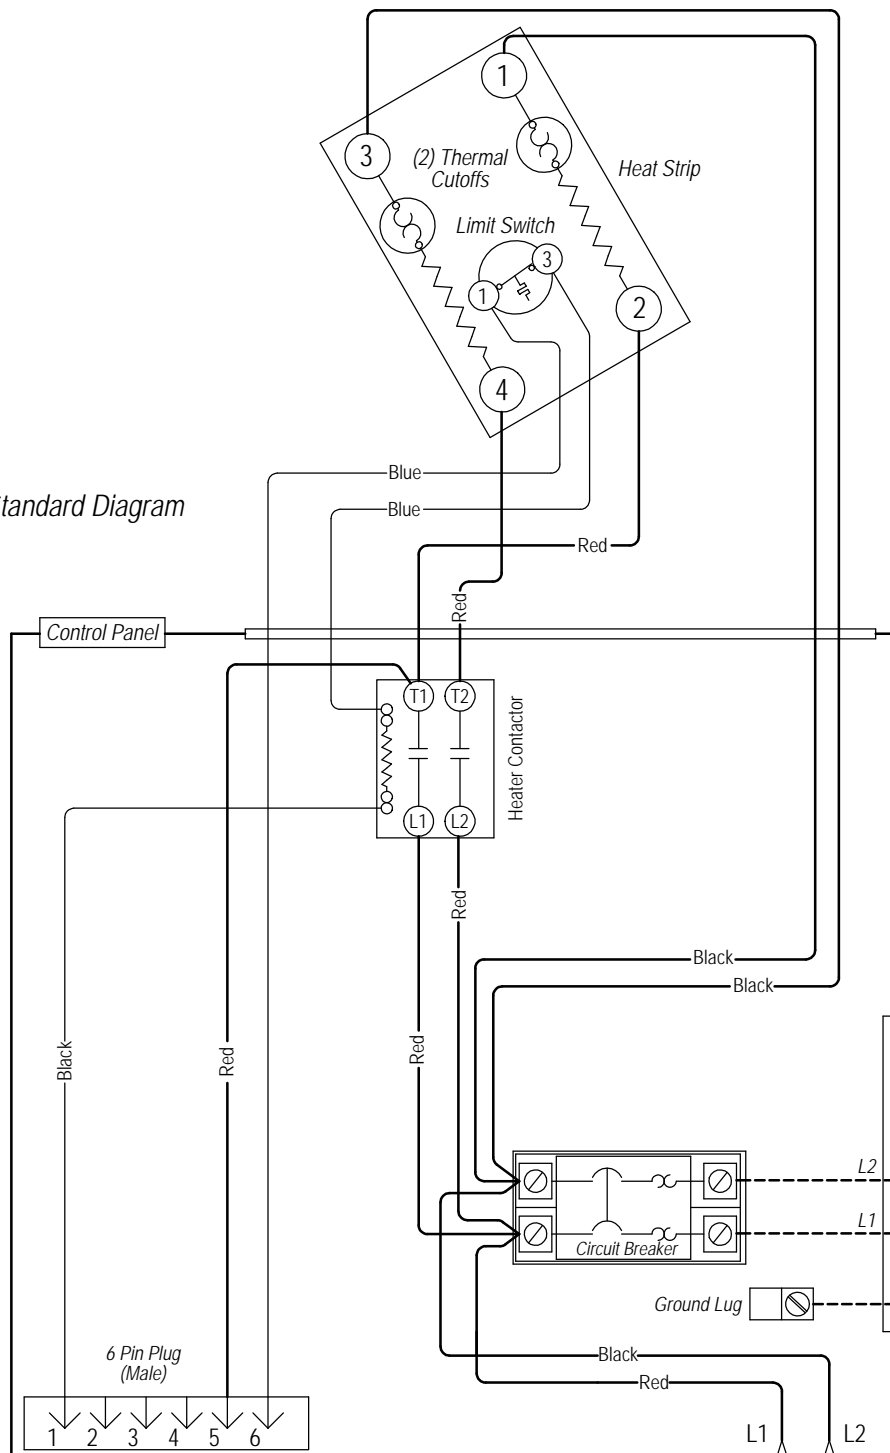 1
3
(2) Thermal
Cutoffs
Heat Strip
Limit Switch
3
1
2
4
Blue
tandard Diagram
Blue
Red
Red
Control Panel
T1
T2
Heater Contactor
L1
L2
Red
Black
Black
Red
Black
Red
L2
L1
Circuit Breaker
Ground Lug
6 Pin Plug
(Male)
Black
Red
1 2 3 4 5 6
L1
L2